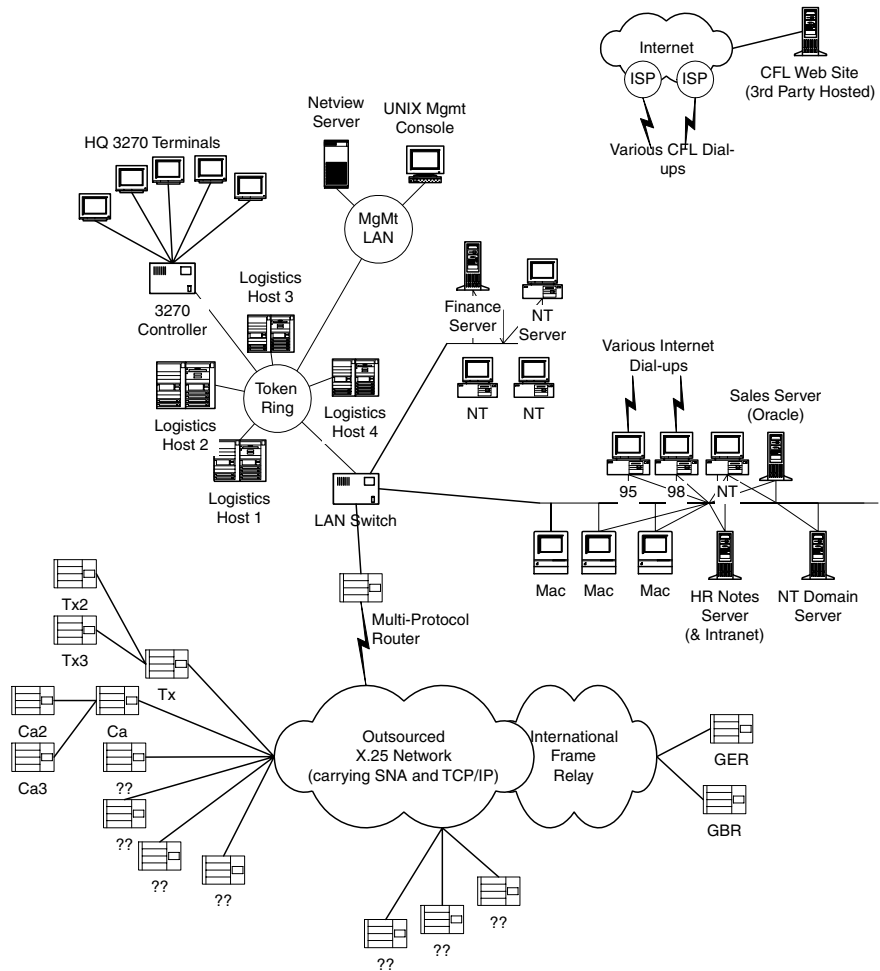 Internet
ISP
ISP
CFL Web Site
(3rd Party Hosted)
Various CFL Dial-
ups
Netview
Server
UNIX Mgmt
Console
HQ 3270 Terminals
MgMt
LAN
3270
Controller
Logistics
Host 3
Finance
Server
NT
Server
NT
NT
Token
Ring
Logistics
Host 2
Logistics
Host 4
Logistics
Host 1
LAN Switch
Various Internet
Dial-ups
Sales Server
(Oracle)
95
98
NT
Mac
Mac
Mac
HR Notes
Server
(& Intranet)
NT Domain
Server
Multi-Protocol
Router
Tx2
Tx3
Tx
Ca2
Ca
Ca3
??
??
??
??
Outsourced
X.25 Network
(carrying SNA and TCP/IP)
International
Frame
Relay
GER
GBR
??
??
??